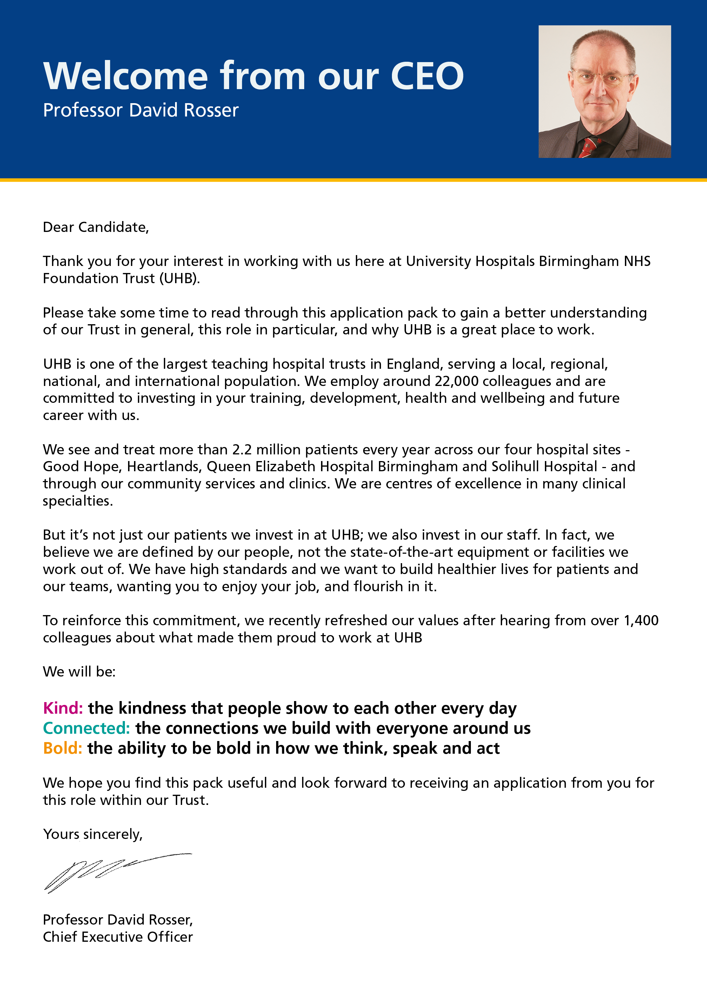 Welcome from our CEO
Professor David Rosser
Dear Candidate,
Thank you for your interest in working with us here at University Hospitals Birmingham NHS
Foundation Trust (UHB).
Please take some time to read through this application pack to gain a better understanding
of our Trust in general, this role in particular, and why UHB is a great place to work.
UHB is one of the largest teaching hospital trusts in England, serving a local, regional,
national, and international population. We employ around 22,000 colleagues and are
committed to investing in your training, development, health and wellbeing and future
career with us.
We see and treat more than 2.2 million patients every year across our four hospital sites -
Good Hope, Heartlands, Queen Elizabeth Hospital Birmingham and Solihull Hospital - and
through our community services and clinics. We are centres of excellence in many clinical
specialties.
But it’s not just our patients we invest in at UHB; we also invest in our staff. In fact, we
believe we are defined by our people, not the state-of-the-art equipment or facilities we
work out of. We have high standards and we want to build healthier lives for patients and
our teams, wanting you to enjoy your job, and flourish in it.
To reinforce this commitment, we recently refreshed our values after hearing from over 1,400
colleagues about what made them proud to work at UHB
We will be:
Kind: the kindness that people show to each other every day
Connected: the connections we build with everyone around us
Bold: the ability to be bold in how we think, speak and act
We hope you find this pack useful and look forward to receiving an application from you for
this role within our Trust.
Yours sincerely,
Professor David Rosser,
Chief Executive Officer